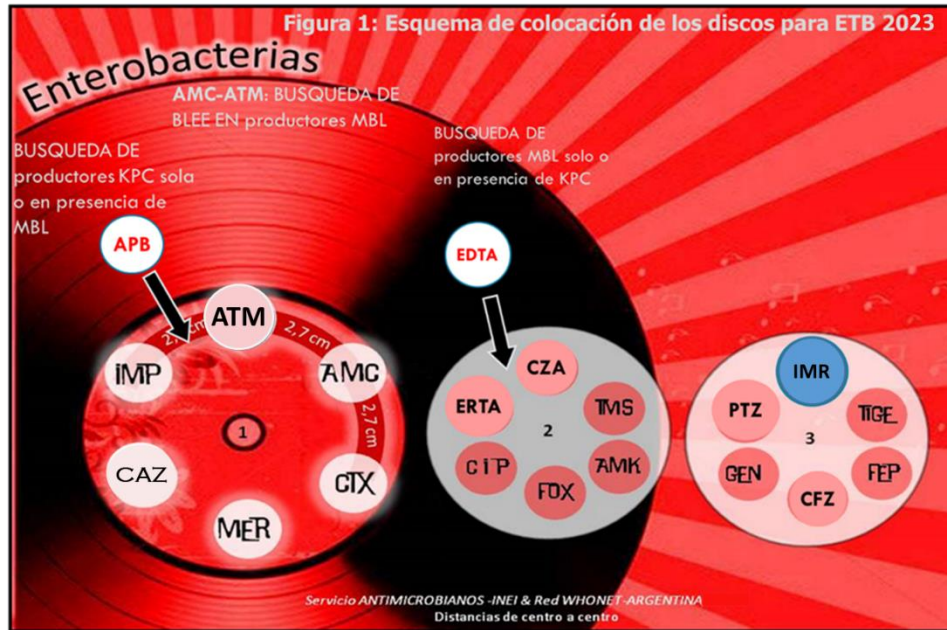 Figura 1: Esquema de colocación de los discos para ETB 2023
Enterobacterias
AMC-ATM: BUSQUEDA DE
BLEE EN productores MBL
BUSQUEDA DE
productores KPC sola
o en presencia de
MBL
BUSQUEDA DE
productores MBL solo o
en presencia de KPC
APB
EDTA
ATM
2,7 cm
IMP
AMC
2,7 cm
1
CAZ
CTX
MER
CZA
ERTA
TMS
2
CIP
AMK
FOX
IMR
PTZ
TIGE
3
GEN
FEP
CFZ
Servicio ANTIMICROBIANOS -INEI & Red WHONET-ARGENTINA
Distancias de centro a centro